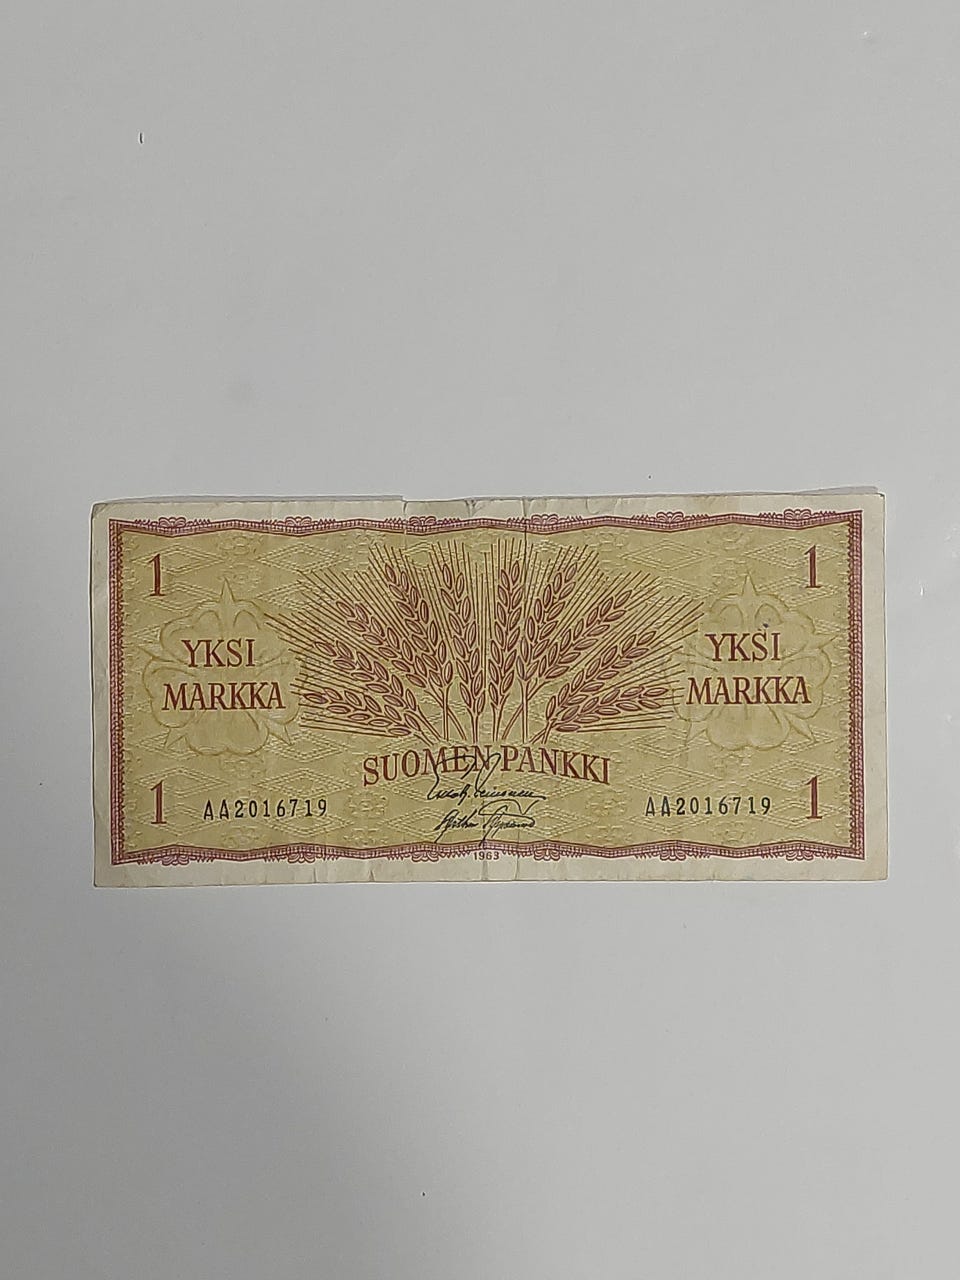 1 1
YKSI MARKKA
YKSI MARKKA
SUOMEN PANKKI
1 AA2016719
AA2016719 1
1963